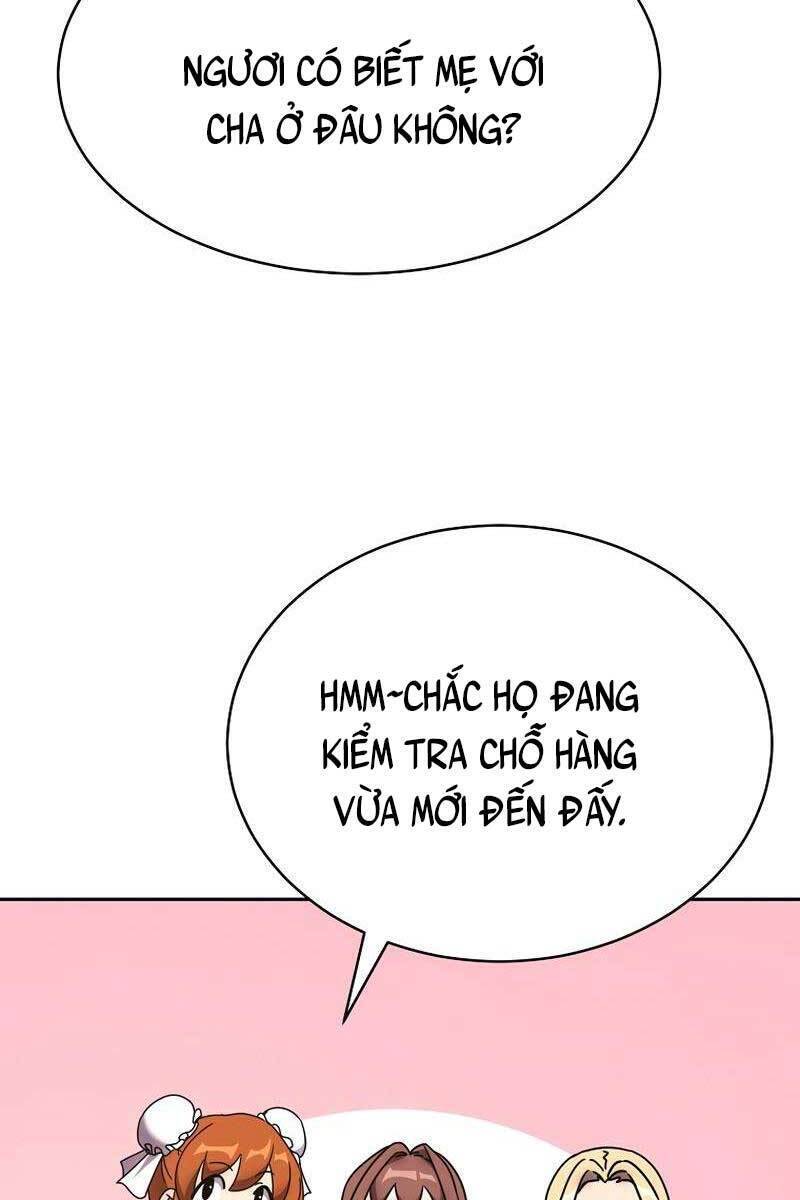 NGƯƠI CÓ BIẾT MẸ VỚI
CHA Ở ĐÂU KHÔNG?
HMM~CHẮC HỌ ĐANG
KIỂM TRA CHỖ HÀNG
VỪA MỚI ĐẾN ĐẤY.